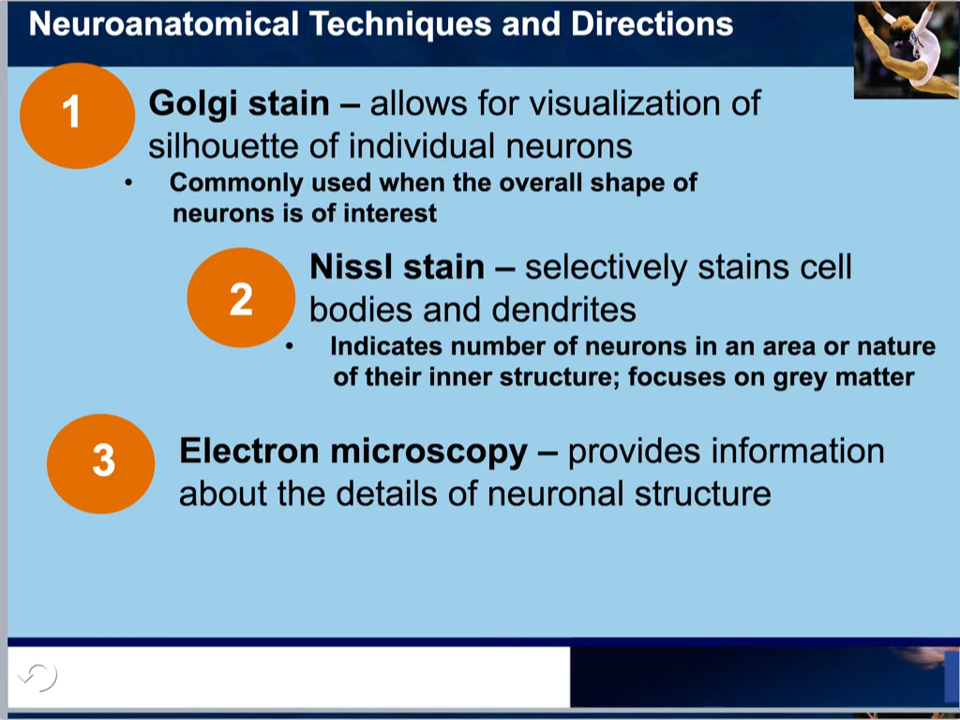 Neuroanatomical Techniques and Directions
1
Golgi stain – allows for visualization of
silhouette of individual neurons
• Commonly used when the overall shape of
neurons is of interest
2
Nissl stain – selectively stains cell
bodies and dendrites
• Indicates number of neurons in an area or nature
of their inner structure; focuses on grey matter
3
Electron microscopy – provides information
about the details of neuronal structure